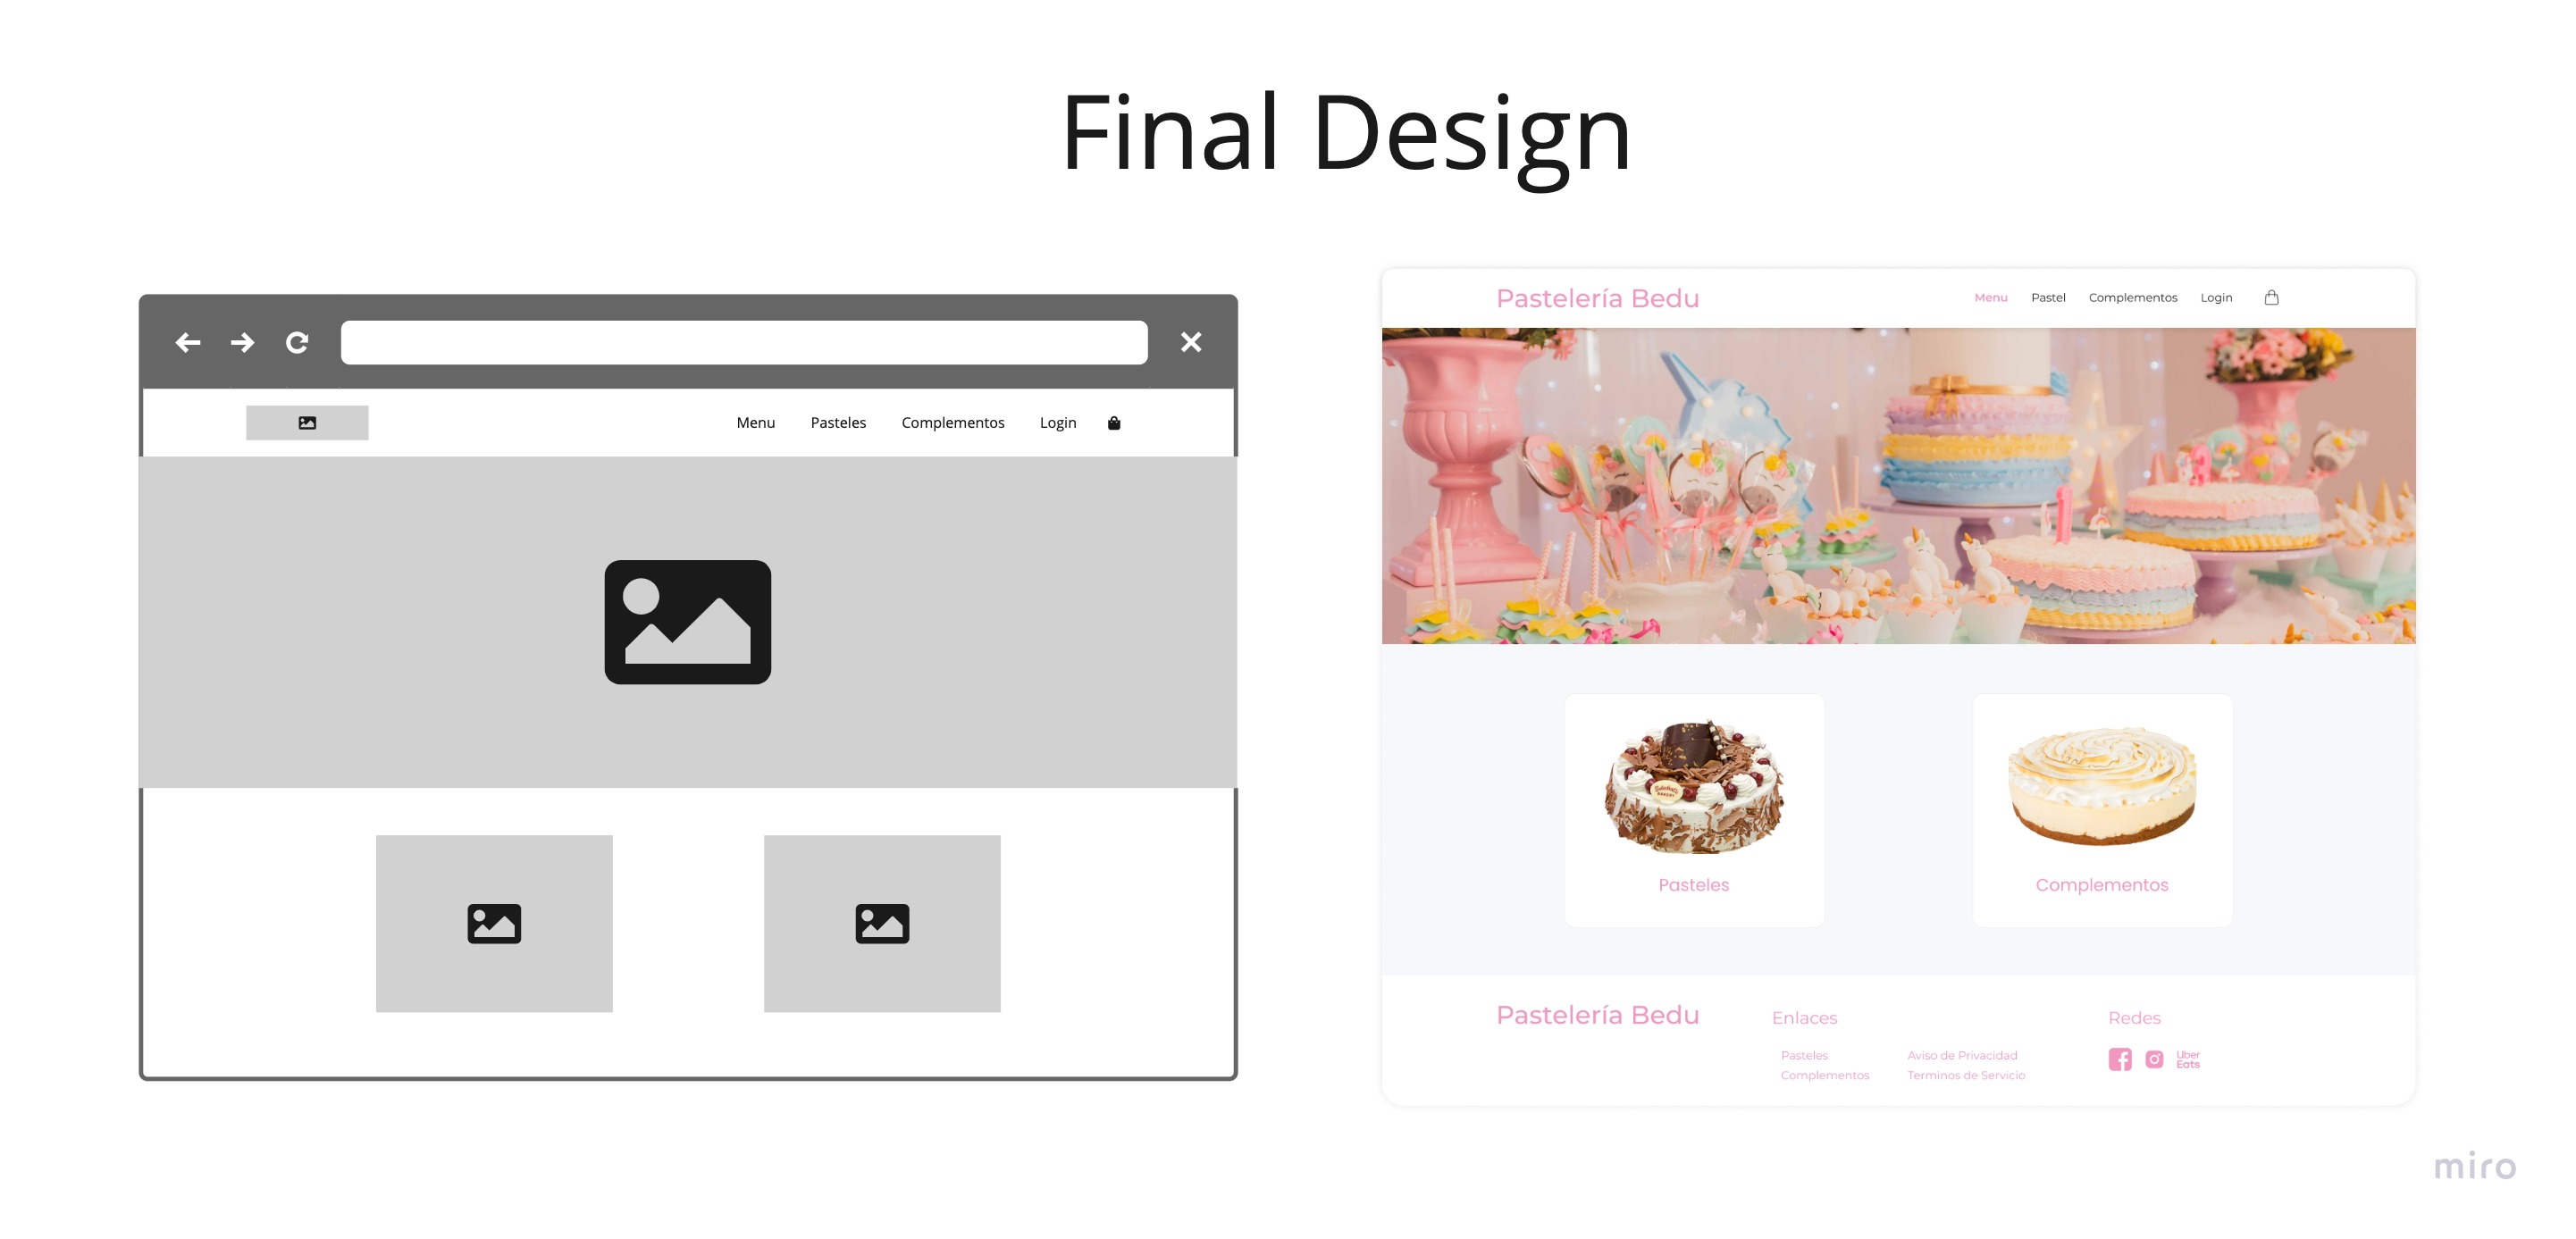 Final Design
Menu Pasteles Complementos Login
Pastelería Bedu
Menu Pastel Complementos Login
Pasteles
Complementos
Pastelería Bedu
Enlaces
Pasteles
Complementos
Aviso de Privacidad
Terminos de Servicio
Redes
Uber
Eats
miro